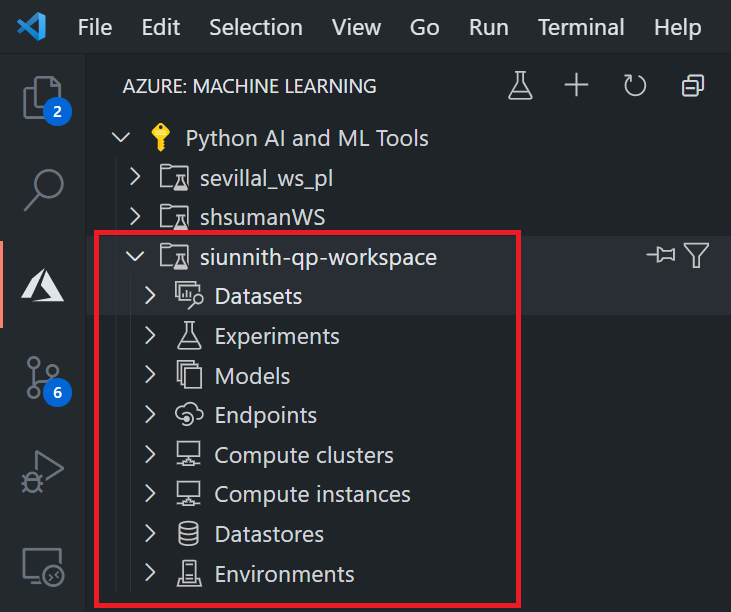 File Edit Selection View Go Run Terminal Help
AZURE: MACHINE LEARNING
2
Python AI and ML Tools
sevillal_ws_pl
shsumanWS
siunnith-qp-workspace
Datasets
Experiments
Models
6
Endpoints
Compute clusters
Compute instances
Datastores
Environments